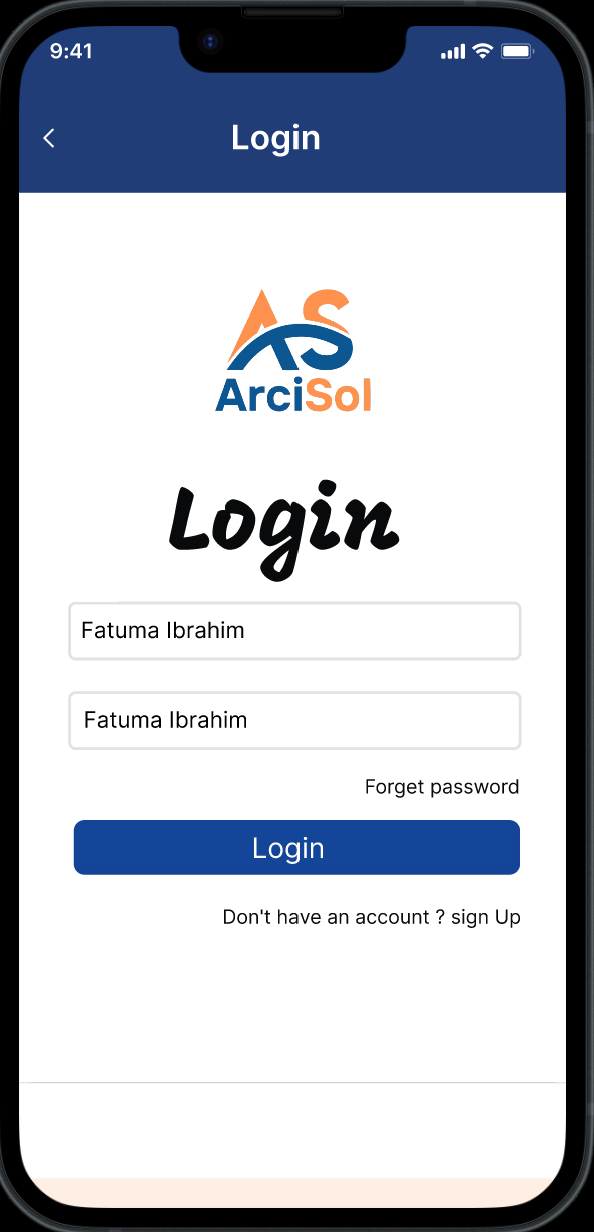 9:41
Login
AS
ArciSol
Login
Fatuma Ibrahim
Fatuma Ibrahim
Forget password
Login
Don't have an account ? sign Up